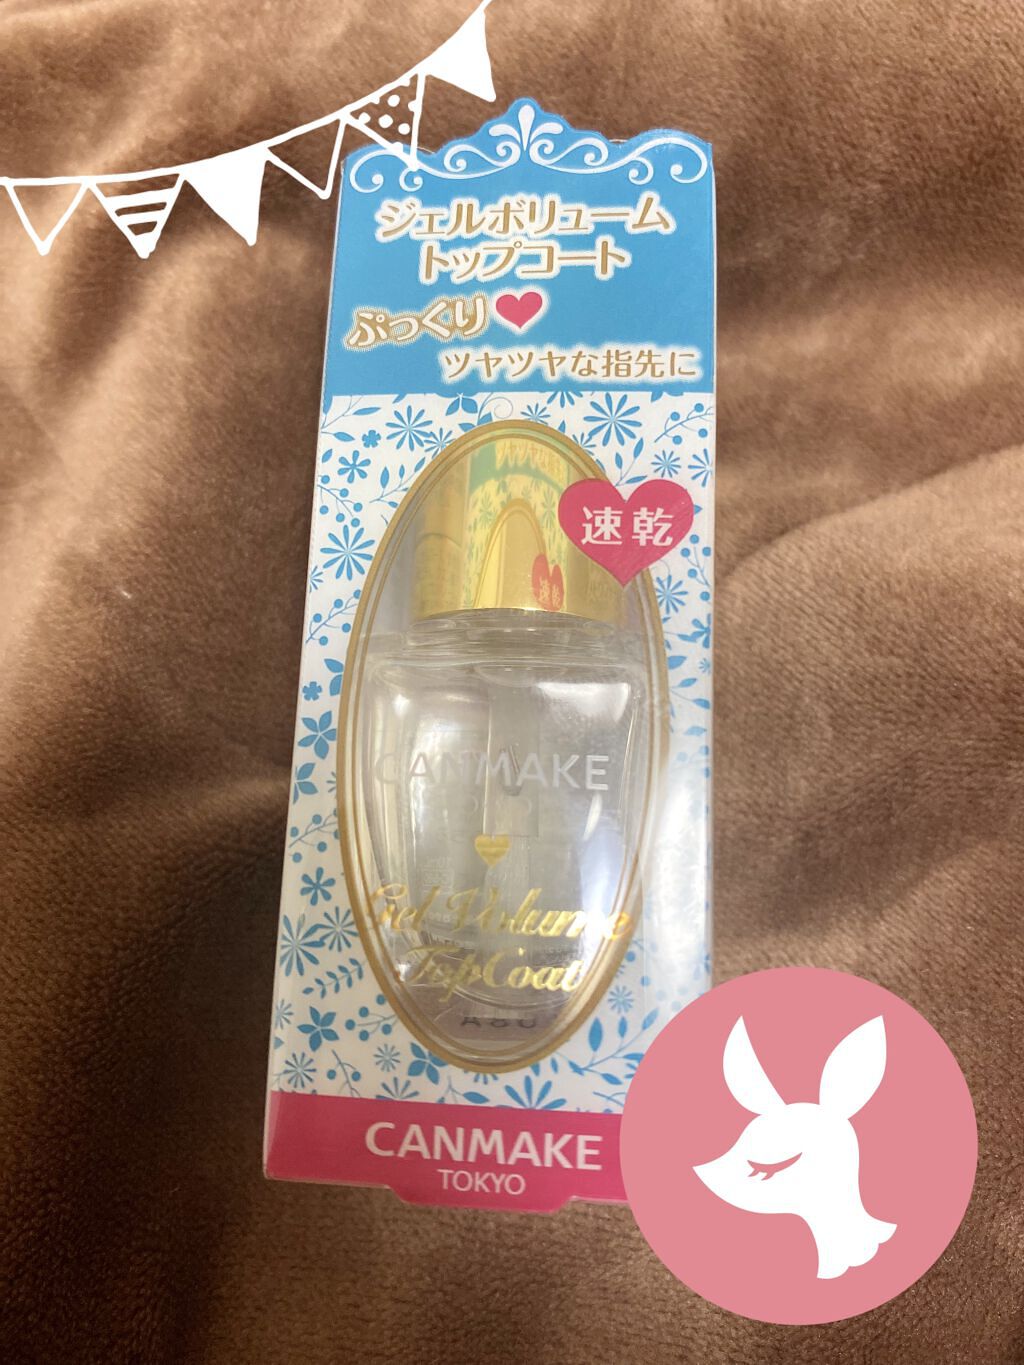 ジェルボリューム
トップコート
ぷっくり♥
ツヤツヤな指先に
速乾
CANMAKE
Gel Volume
Top Coat
CANMAKE
TOKYO